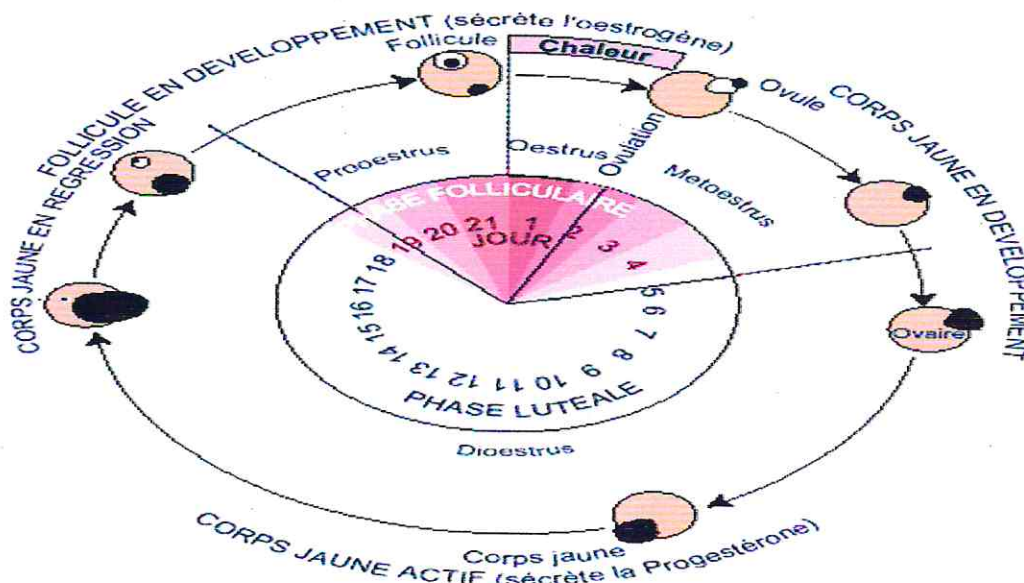 FOLLICULE EN DEVELOPPEMENT (sécrète l'oestrogène)
Follicule
Chaleur
Ovule
CORPS JAUNE EN DEVELOPPEMENT
CORPS JAUNE EN REGRESSION
Prooestrus
Oestrus
Ovulation
Metoestrus
PHASE FOLLICULAIRE
JOUR
1
2
3
4
5
6
7
8
9
10
11
12
13
14
15
16
17
18
19
20
21
Ovaire
PHASE LUTEALE
Dioestrus
Corps jaune
CORPS JAUNE ACTIF (sécrète la Progestérone)